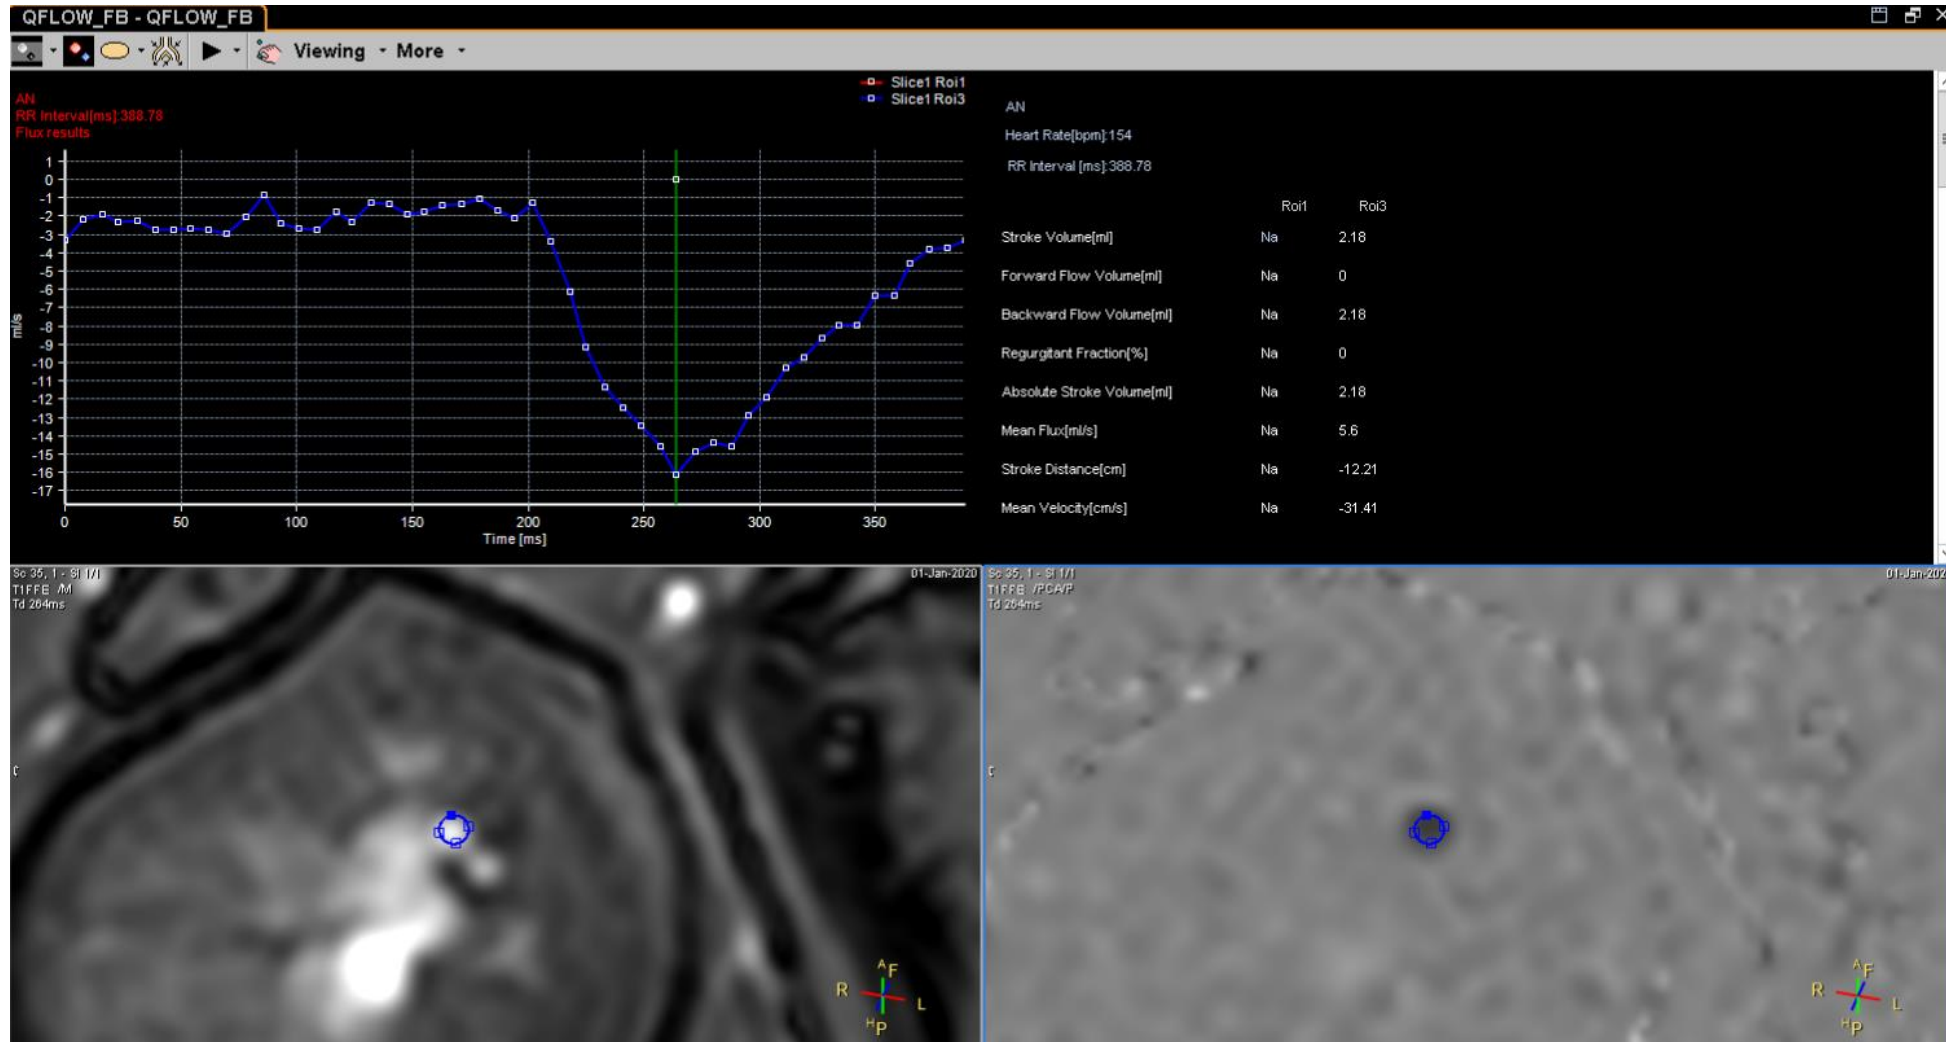 QFLOW_FB - QFLOW_FB
Viewing More
Slice1 Roi1
Slice1 Roi3
AN
RR Interval[ms]:388.78
Flux results
1
0
-1
-2
-3
-4
-5
-6
-7
-8
-9
-10
-11
-12
-13
-14
-15
-16
-17
ml/s
0 50 100 150 200 250 300 350
Time [ms]
AN
Heart Rate[bpm]:154
RR Interval [ms]:388.78
Roi1 Roi3
Stroke Volume[ml] Na 2.18
Forward Flow Volume[ml] Na 0
Backward Flow Volume[ml] Na 2.18
Regurgitant Fraction[%] Na 0
Absolute Stroke Volume[ml] Na 2.18
Mean Flux[ml/s] Na 5.6
Stroke Distance[cm] Na -12.21
Mean Velocity[cm/s] Na -31.41
Sc 35, 1 - Sl 1/1
T1FFE /M
Td 264ms
01-Jan-2020
A F
R L
H P
Sc 35, 1 - Sl 1/1
T1FFE /PCA/P
Td 264ms
01-Jan-202
A F
R L
H P